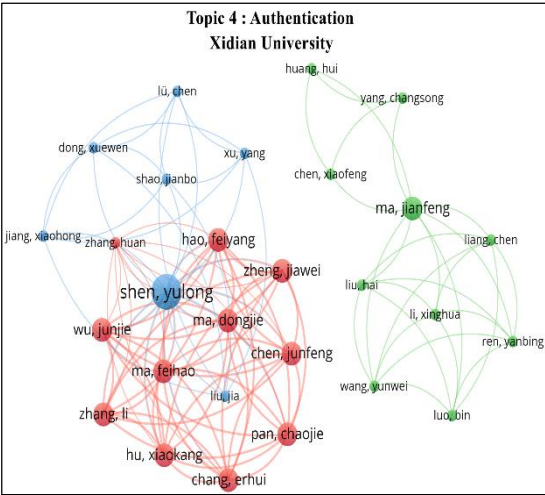 Topic 4 : Authentication
Xidian University
huang, hui
lü, chen
yang, changsong
dong, xuewen
xu, yang
chen, xiaofeng
shao, jianbo
ma, jianfeng
jiang, xiaohong
zhang, huan
hao, feiyang
liang, chen
zheng, jiawei
liu, hai
shen, yulong
li, xinghua
wu, junjie
ma, dongjie
ren, yanbing
chen, junfeng
ma, feihao
wang, yunwei
liu, jia
zhang, li
luo, bin
pan, chaojie
hu, xiaokang
chang, erhui